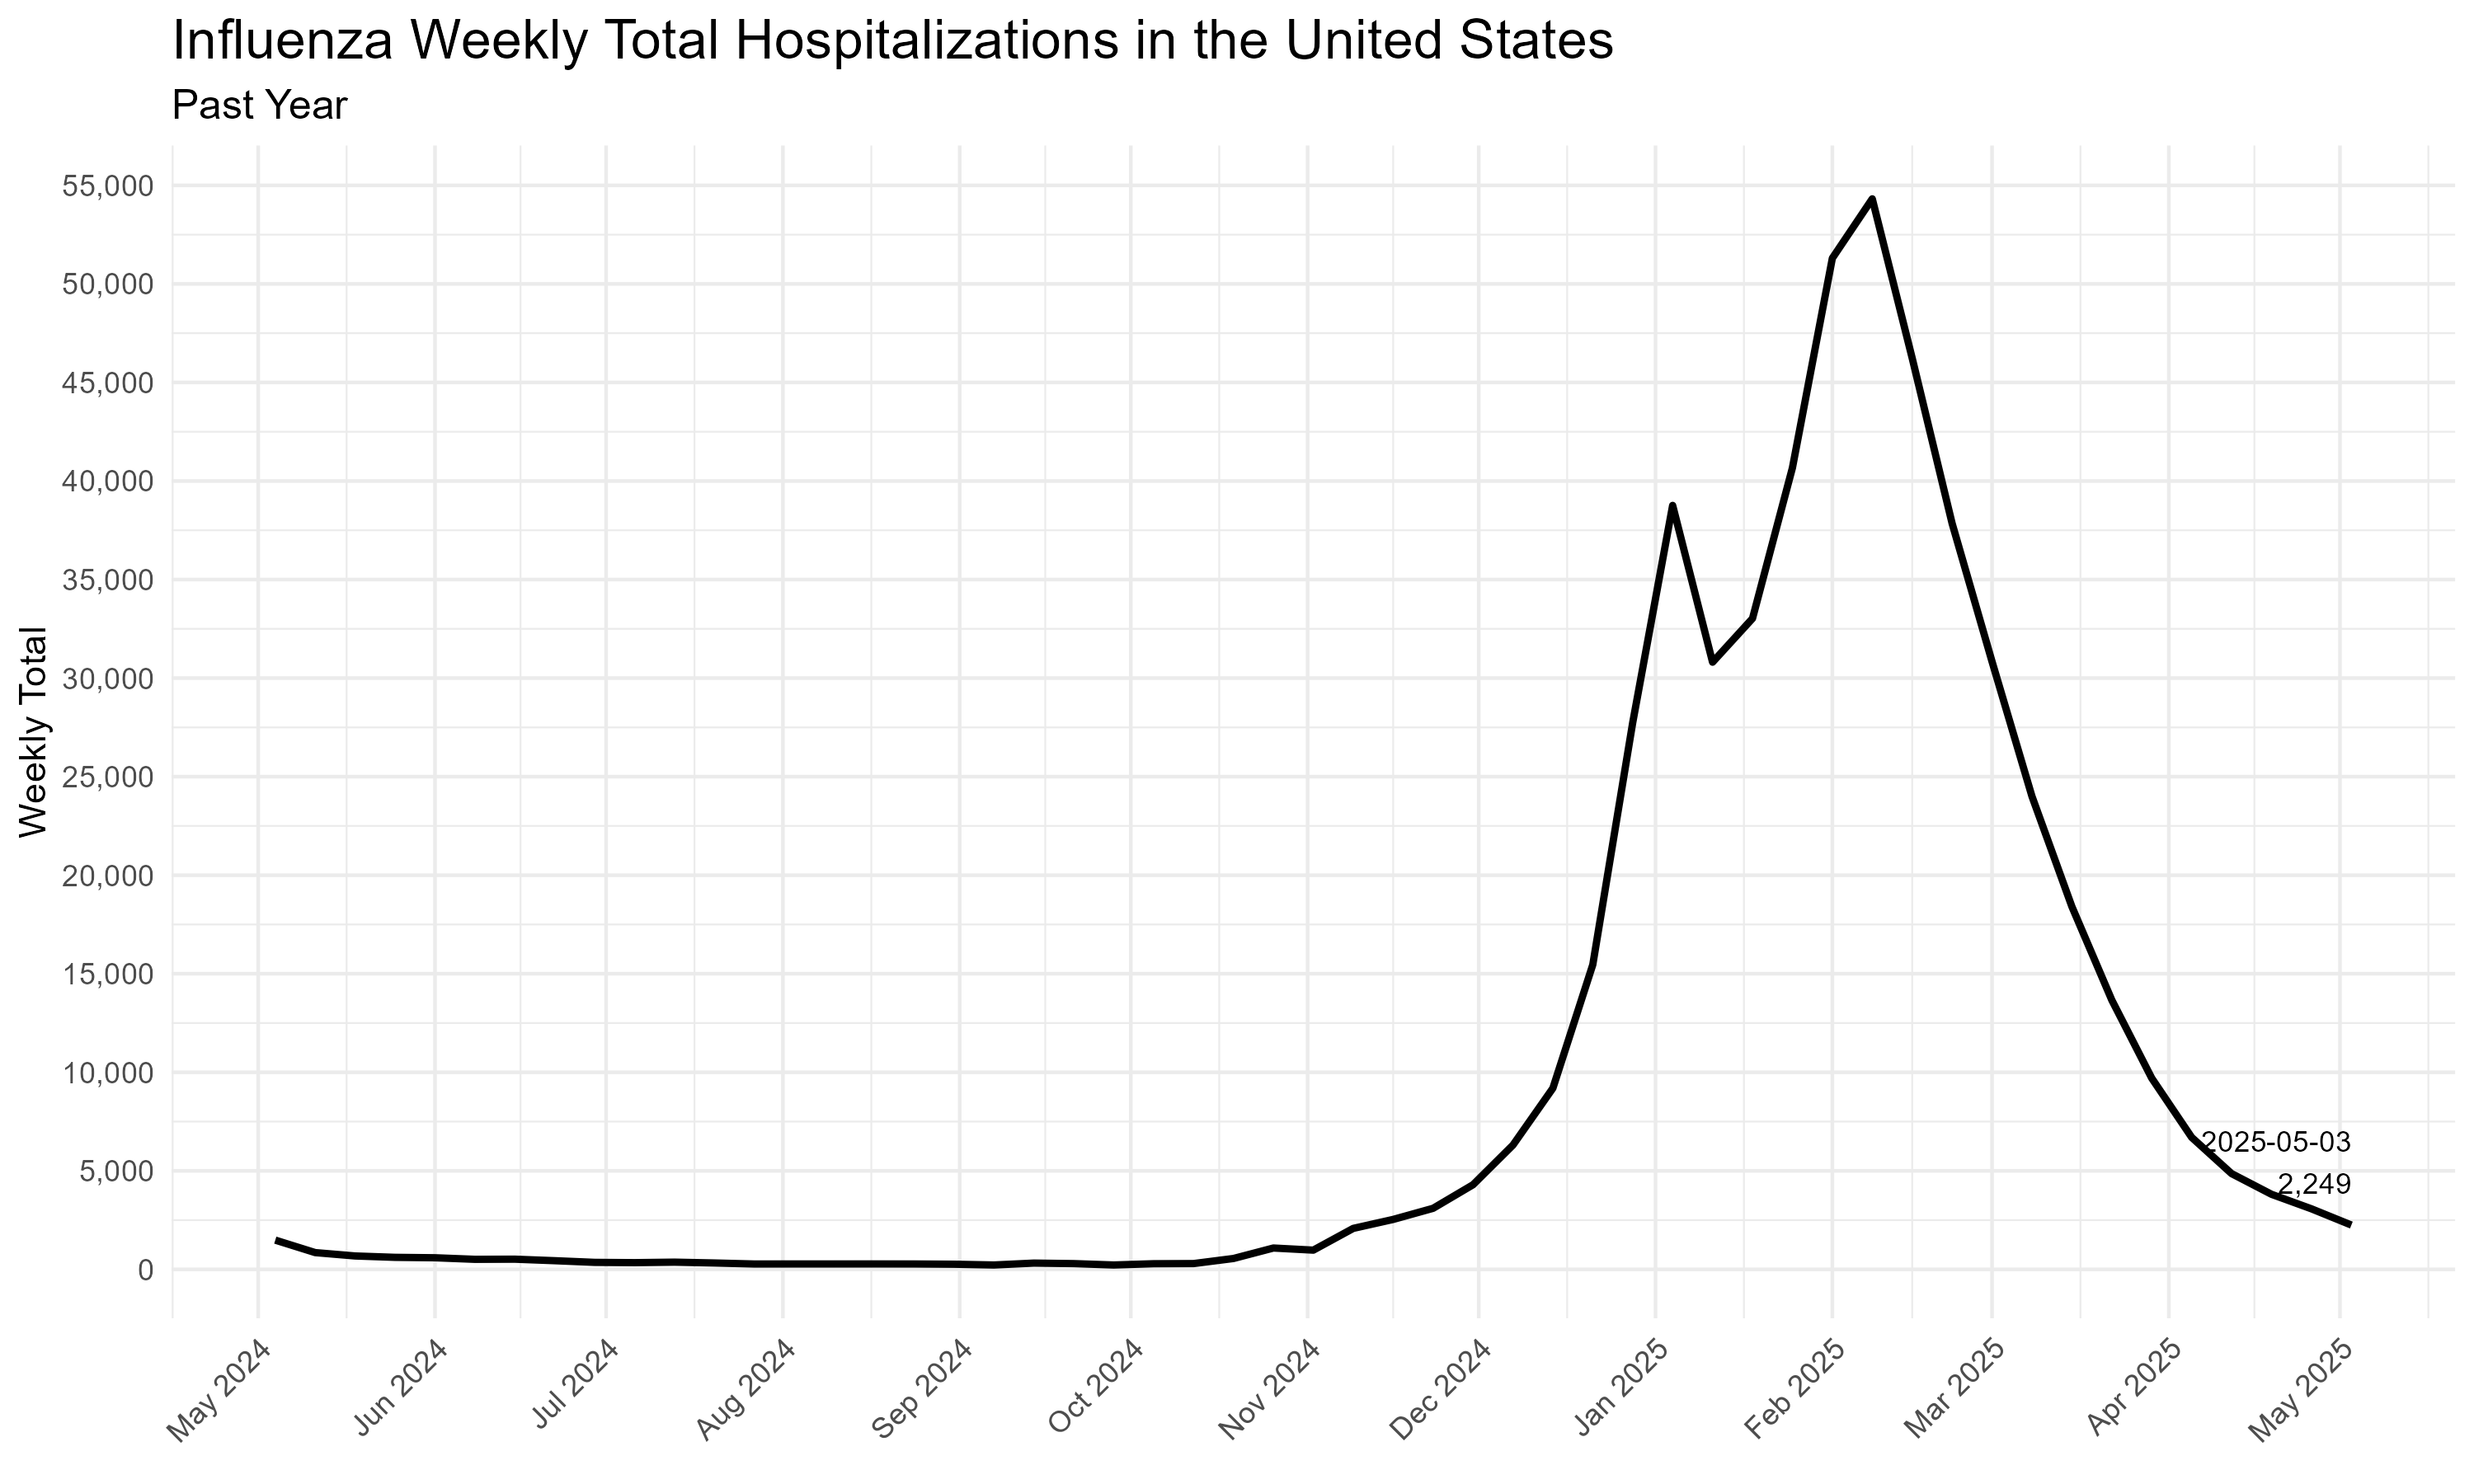 Influenza Weekly Total Hospitalizations in the United States
Past Year
Weekly Total
55,000
50,000
45,000
40,000
35,000
30,000
25,000
20,000
15,000
10,000
5,000
0
2025-05-03
2,249
May 2024
Jun 2024
Jul 2024
Aug 2024
Sep 2024
Oct 2024
Nov 2024
Dec 2024
Jan 2025
Feb 2025
Mar 2025
Apr 2025
May 2025